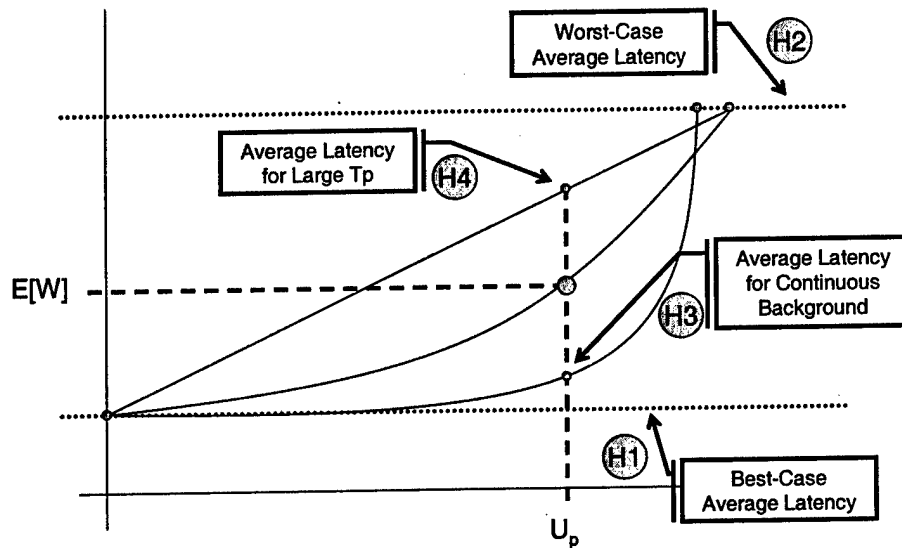 Worst-Case
Average Latency
H2
Average Latency
for Large Tp
H4
E[W]
Average Latency
for Continuous
Background
H3
H1
Best-Case
Average Latency
Up